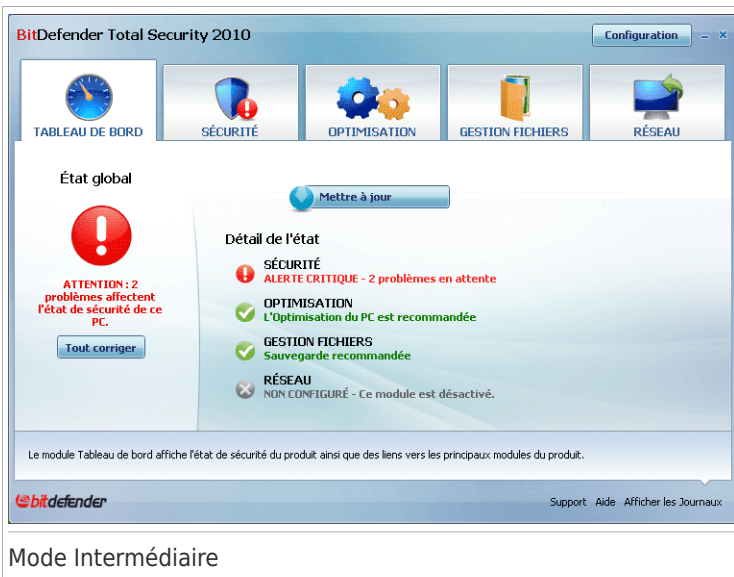 BitDefender Total Security 2010
Configuration
TABLEAU DE BORD
SÉCURITÉ
OPTIMISATION
GESTION FICHIERS
RÉSEAU
État global
ATTENTION : 2
problèmes affectent
l'état de sécurité de ce
PC.
Tout corriger
Mettre à jour
Détail de l'état
SÉCURITÉ
ALERTE CRITIQUE - 2 problèmes en attente
OPTIMISATION
L'Optimisation du PC est recommandée
GESTION FICHIERS
Sauvegarde recommandée
RÉSEAU
NON CONFIGURÉ - Ce module est désactivé.
Le module Tableau de bord affiche l'état de sécurité du produit ainsi que des liens vers les principaux modules du produit.
bitdefender
Support Aide Afficher les Journaux
Mode Intermédiaire